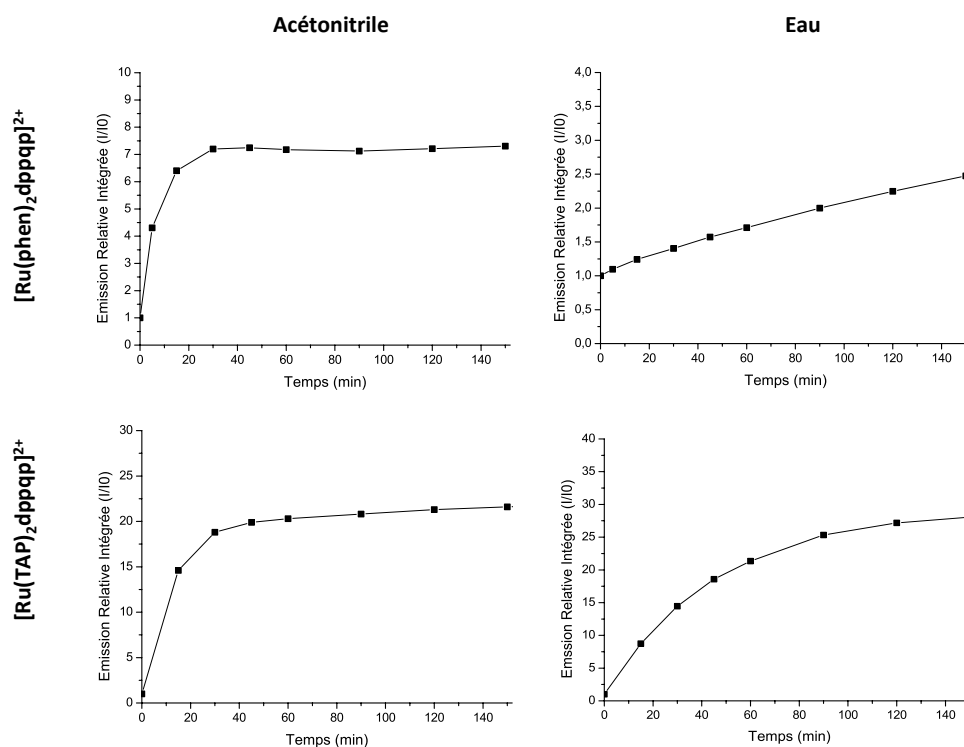 Acétonitrile
Eau
[Ru(phen)₂dppqp]²⁺
Emission Relative Intégrée (I/I0)
10
9
8
7
6
5
4
3
2
1
0
0 20 40 60 80 100 120 140
Temps (min)
Emission Relative Intégrée (I/I0)
4,0
3,5
3,0
2,5
2,0
1,5
1,0
0,5
0,0
0 20 40 60 80 100 120 140
Temps (min)
[Ru(TAP)₂dppqp]²⁺
Emission Relative Intégrée (I/I0)
30
25
20
15
10
5
0
0 20 40 60 80 100 120 140
Temps (min)
Emssion Relative Intégrée (I/I0)
40
35
30
25
20
15
10
5
0
0 20 40 60 80 100 120 140
Temps (min)